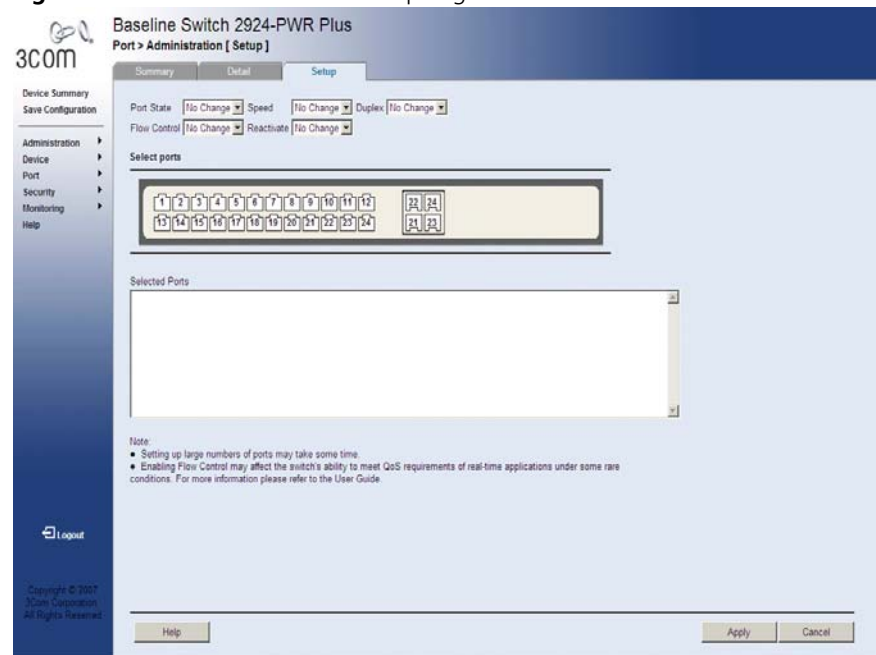 Baseline Switch 2924-PWR Plus
Port > Administration [ Setup ]
3COM
Summary Detail Setup
Device Summary
Save Configuration
Administration
Device
Port
Security
Monitoring
Help
Port State No Change Speed No Change Duplex No Change
Flow Control No Change Reactivate No Change
Select ports
1 2 3 4 5 6 7 8 9 10 11 12 22 24
13 14 15 16 17 18 19 20 21 22 23 24 21 23
Selected Ports
Note:
• Setting up large numbers of ports may take some time.
• Enabling Flow Control may affect the switch's ability to meet QoS requirements of real-time applications under some rare
conditions. For more information please refer to the User Guide.
Logout
Copyright © 2007
3Com Corporation
All Rights Reserved
Help Apply Cancel